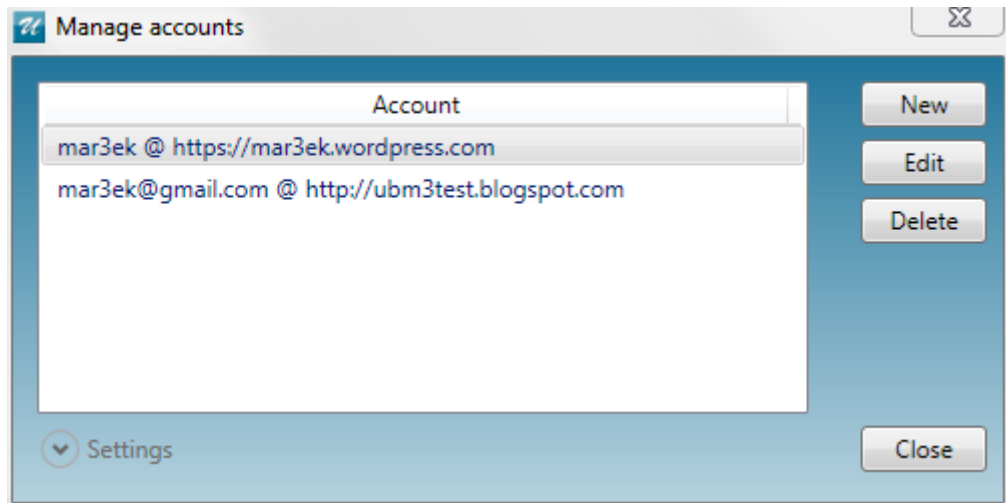 Manage accounts
Account
New
mar3ek @ https://mar3ek.wordpress.com
Edit
mar3ek@gmail.com @ http://ubm3test.blogspot.com
Delete
Settings
Close